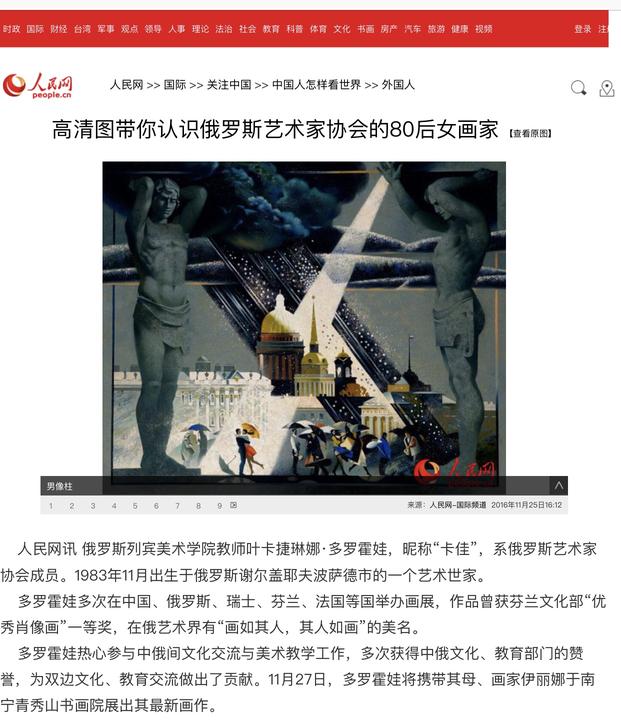 时政 国际 财经 台湾 军事 观点 领导 人事 理论 法治 社会 教育 科普 体育 文化 书画 房产 汽车 旅游 健康 视频 登录
人民网
people.cn
人民网 >> 国际 >> 关注中国 >> 中国人怎样看世界 >> 外国人
高清图带你认识俄罗斯艺术家协会的80后女画家 【查看原图】
人民网
男像柱
1 2 3 4 5 6 7 8 9
来源：人民网-国际频道 2016年11月25日16:12
人民网讯 俄罗斯列宾美术学院教师叶卡捷琳娜·多罗霍娃，昵称“卡佳”，系俄罗斯艺术家
协会成员。1983年11月出生于俄罗斯谢尔盖耶夫波萨德市的一个艺术世家。
多罗霍娃多次在中国、俄罗斯、瑞士、芬兰、法国等国举办画展，作品曾获芬兰文化部“优
秀肖像画”一等奖，在俄艺术界有“画如其人，其人如画”的美名。
多罗霍娃热心参与中俄间文化交流与美术教学工作，多次获得中俄文化、教育部门的赞
誉，为双边文化、教育交流做出了贡献。11月27日，多罗霍娃将携带其母、画家伊丽娜于南
宁青秀山书画院展出其最新画作。